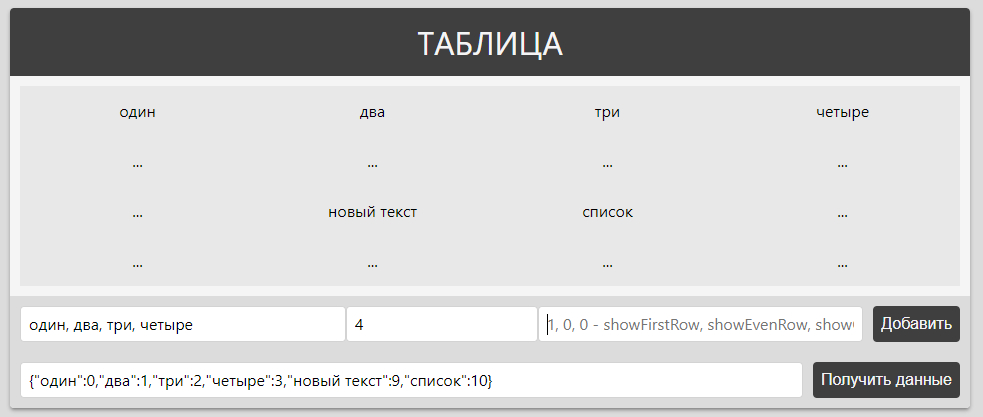 ТАБЛИЦА
один два три четыре
... ... ... ...
... новый текст список ...
... ... ... ...
один, два, три, четыре 4 1, 0, 0 - showFirstRow, showEvenRow, show Добавить
{"один":0,"два":1,"три":2,"четыре":3,"новый текст":9,"список":10} Получить данные